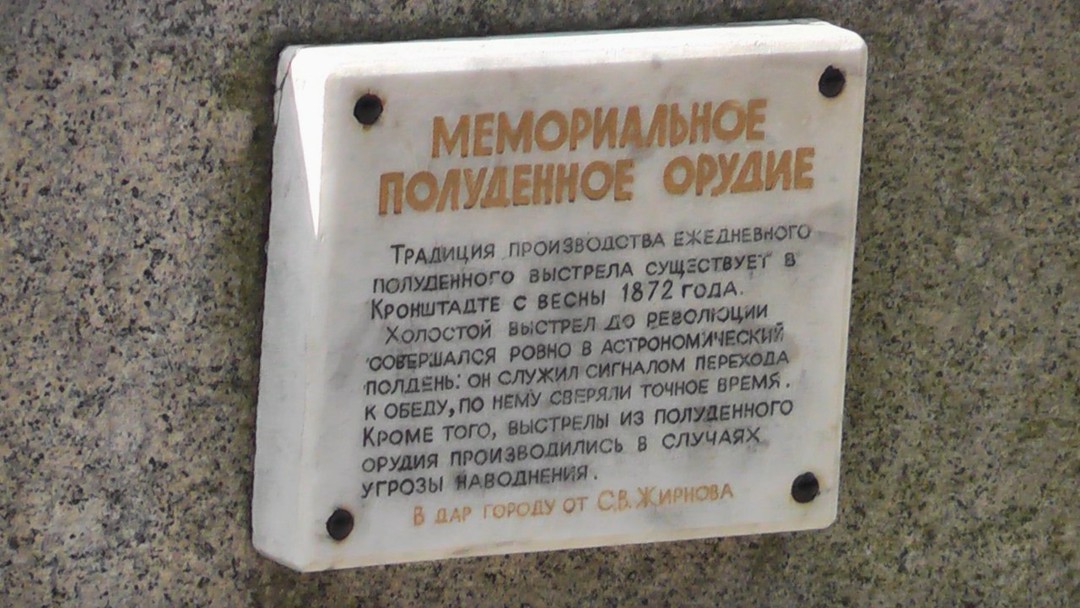 МЕМОРИАЛЬНОЕ
ПОЛУДЕННОЕ ОРУДИЕ
ТРАДИЦИЯ ПРОИЗВОДСТВА ЕЖЕДНЕВНОГО
ПОЛУДЕННОГО ВЫСТРЕЛА СУЩЕСТВУЕТ В
КРОНШТАДТЕ С ВЕСНЫ 1872 ГОДА.
ХОЛОСТОЙ ВЫСТРЕЛ ДО РЕВОЛЮЦИИ
СОВЕРШАЛСЯ РОВНО В АСТРОНОМИЧЕСКИЙ
ПОЛДЕНЬ: ОН СЛУЖИЛ СИГНАЛОМ ПЕРЕХОДА
К ОБЕДУ, ПО НЕМУ СВЕРЯЛИ ТОЧНОЕ ВРЕМЯ.
КРОМЕ ТОГО, ВЫСТРЕЛЫ ИЗ ПОЛУДЕННОГО
ОРУДИЯ ПРОИЗВОДИЛИСЬ В СЛУЧАЯХ
УГРОЗЫ НАВОДНЕНИЯ.
В ДАР ГОРОДУ ОТ С.В. ЖИРНОВА